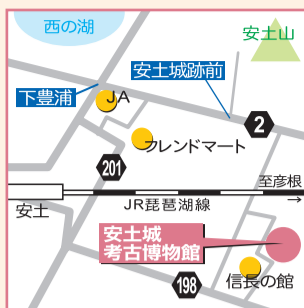 西の湖
安土山
安土城跡前
下豊浦
JA
2
フレンドマート
201
至彦根
→
安土
JR琵琶湖線
安土城
考古博物館
信長の館
198